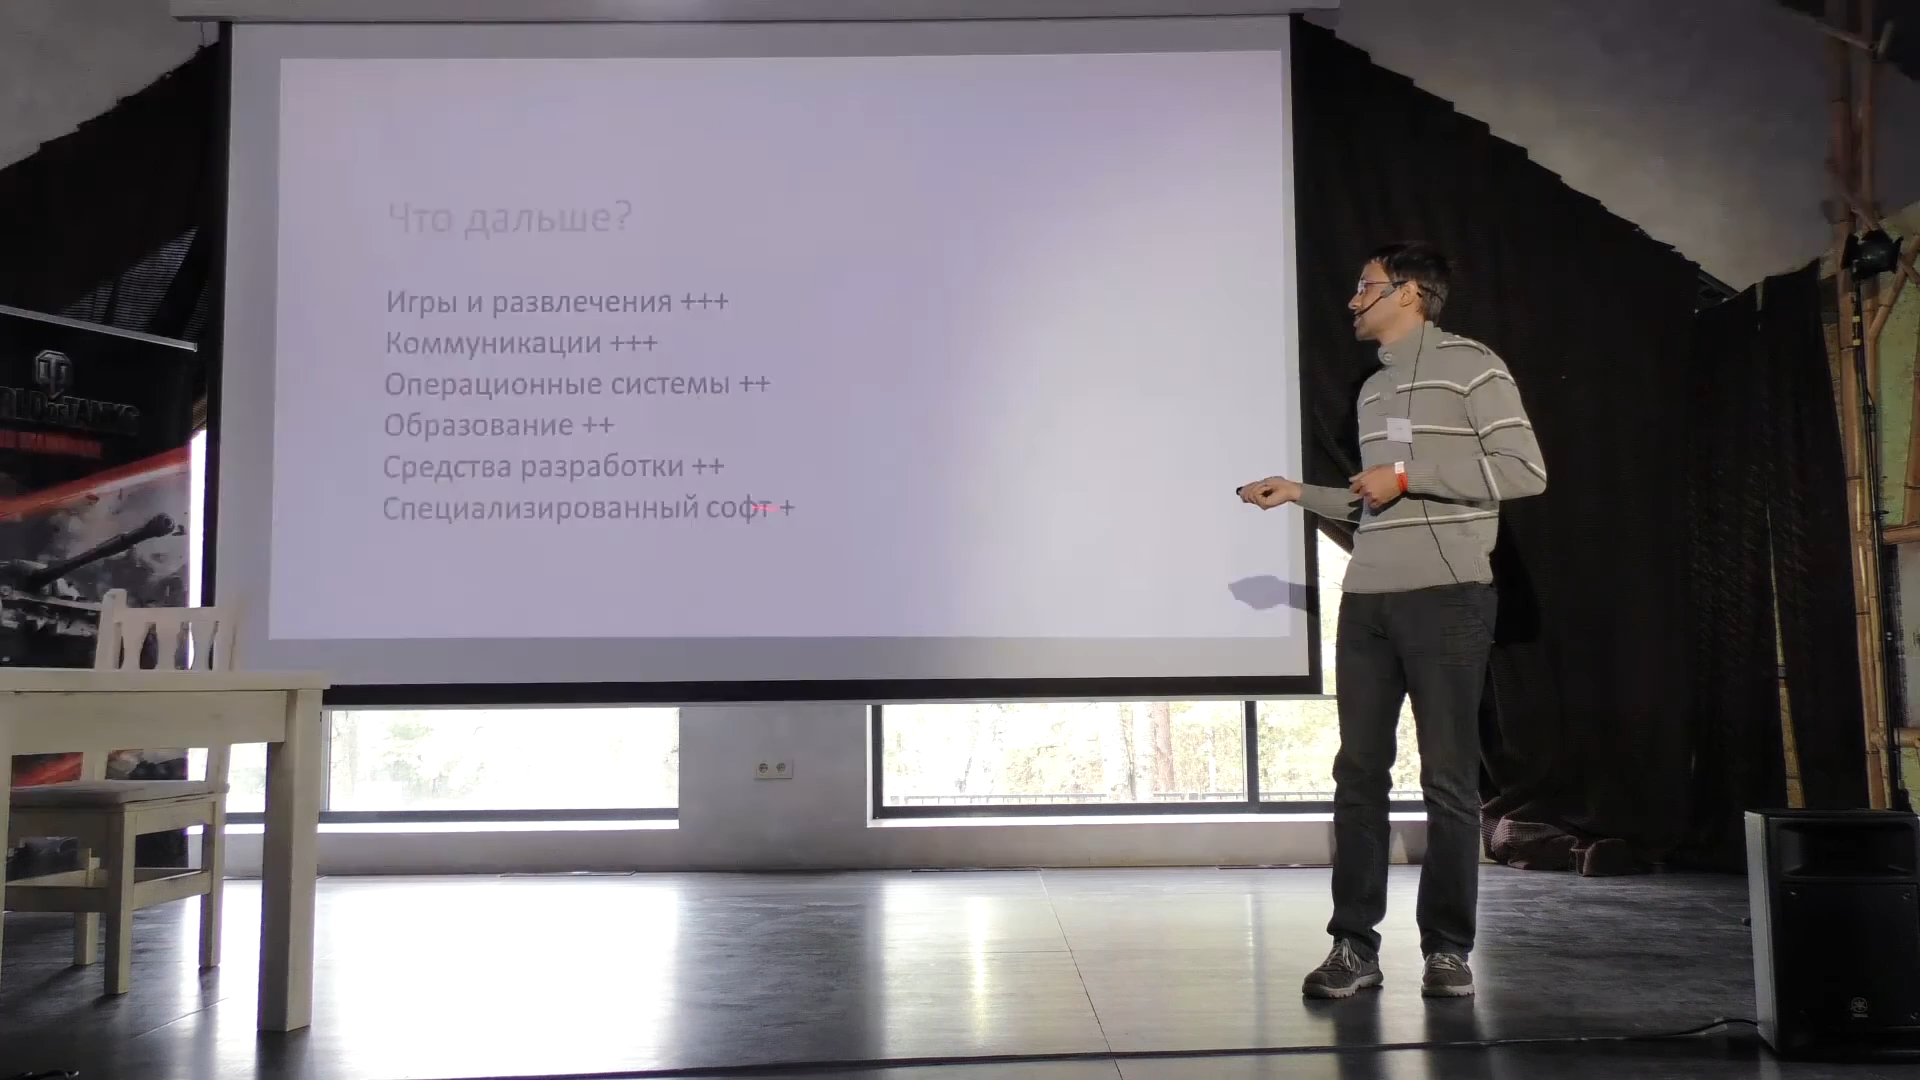 Что дальше?
Игры и развлечения +++
Коммуникации +++
Операционные системы ++
Образование ++
Средства разработки ++
Специализированный софт +